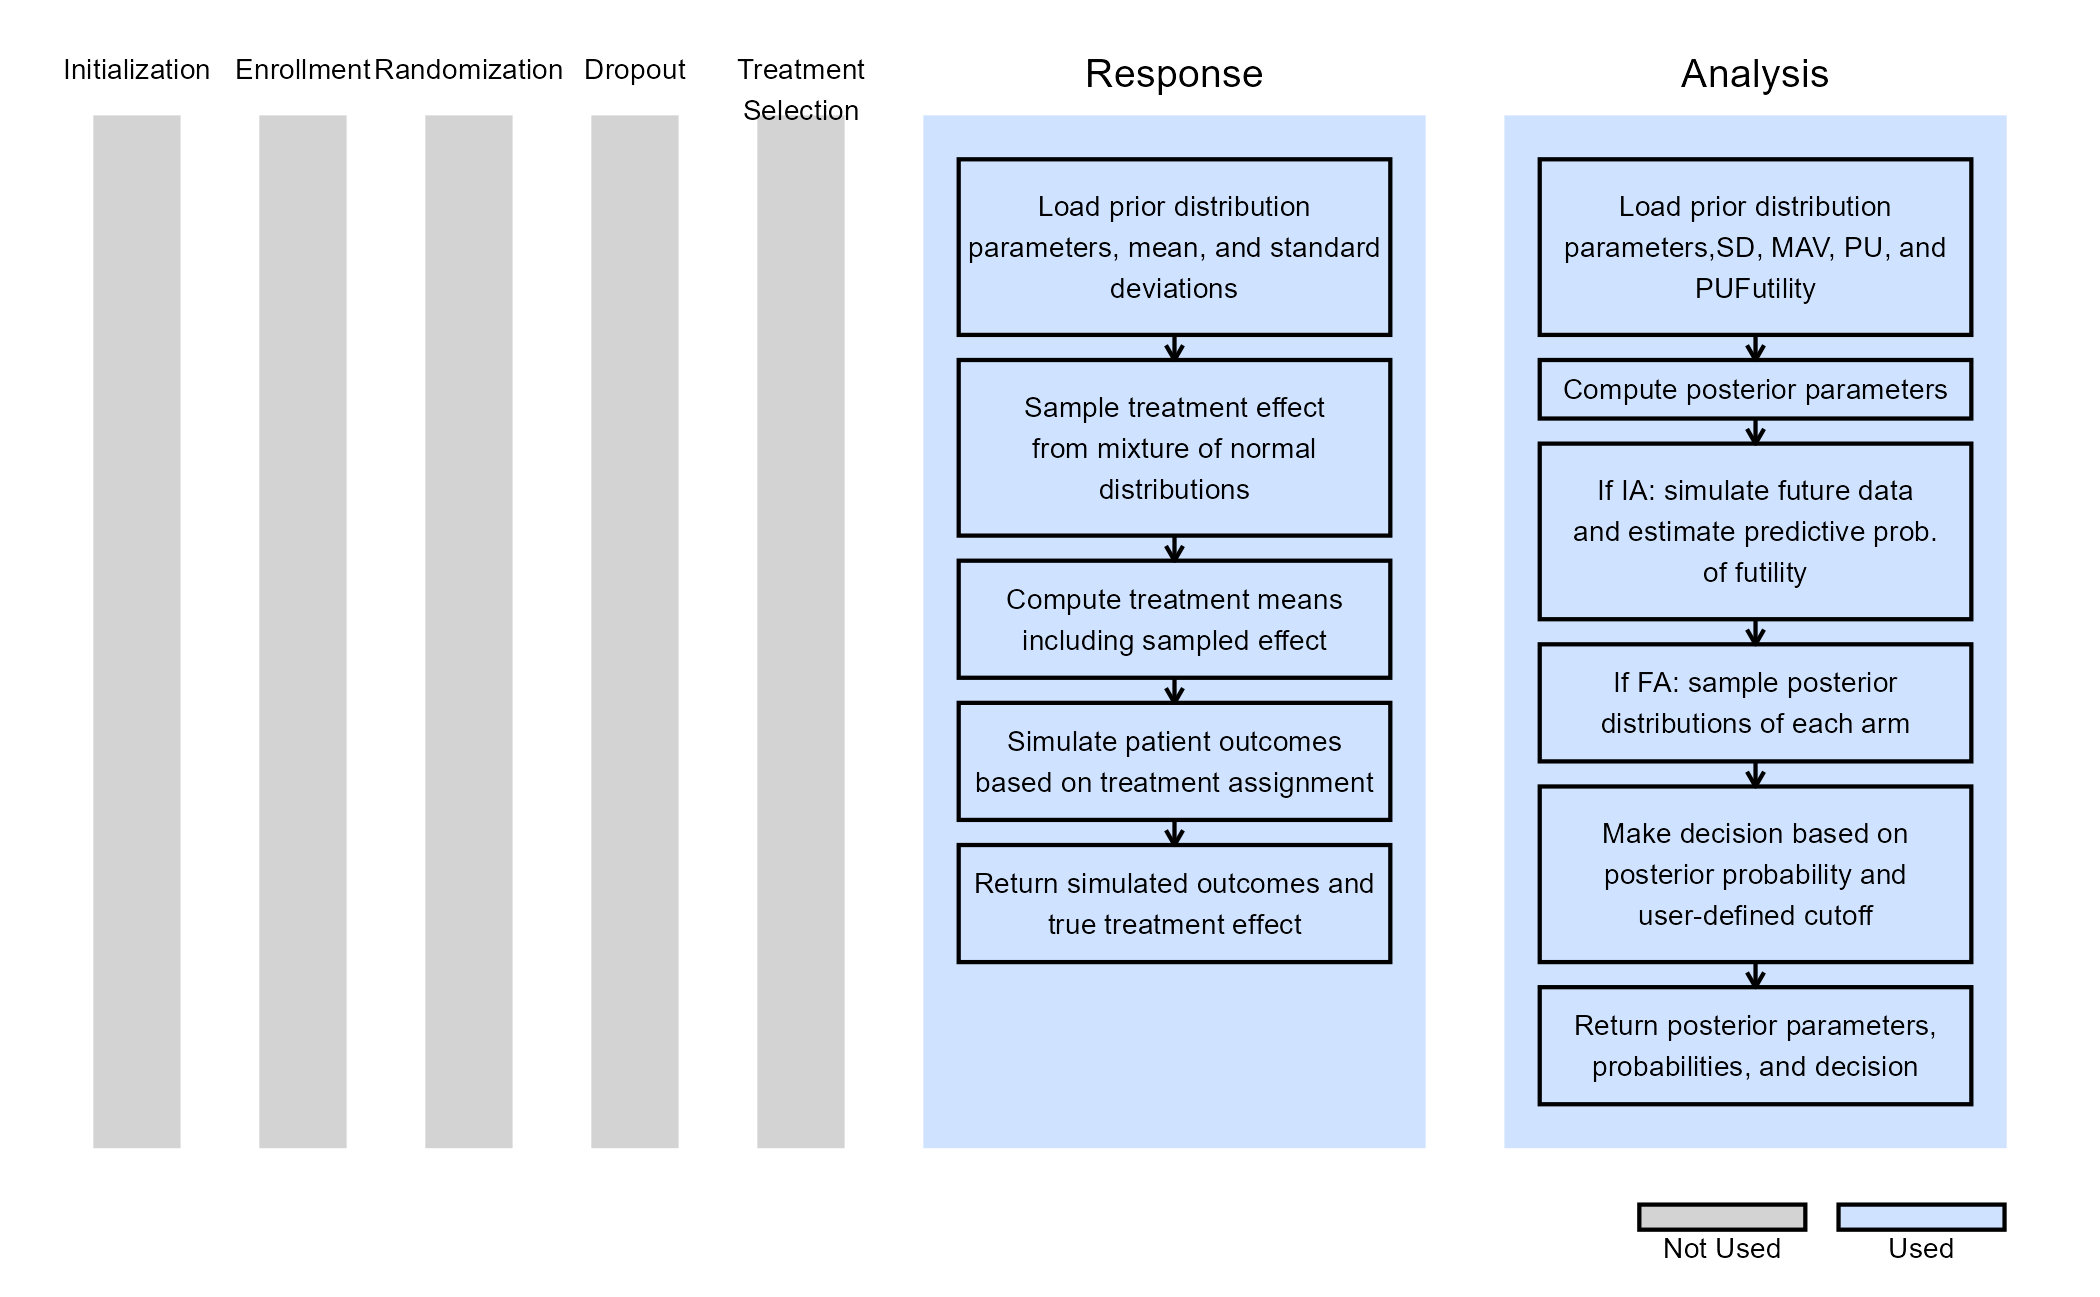 Initialization
Enrollment
Randomization
Dropout
Treatment
Selection
Response
Analysis
Load prior distribution
parameters, mean, and standard
deviations
Sample treatment effect
from mixture of normal
distributions
Compute treatment means
including sampled effect
Simulate patient outcomes
based on treatment assignment
Return simulated outcomes and
true treatment effect
Load prior distribution
parameters,SD, MAV, PU, and
PUFutility
Compute posterior parameters
If IA: simulate future data
and estimate predictive prob.
of futility
If FA: sample posterior
distributions of each arm
Make decision based on
posterior probability and
user-defined cutoff
Return posterior parameters,
probabilities, and decision
Not Used
Used